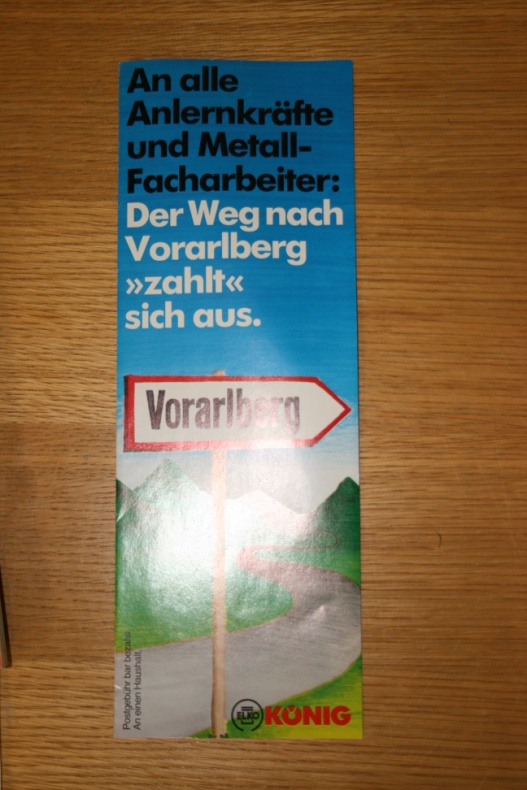 An alle
Anlernkräfte
und Metall-
Facharbeiter:
Der Weg nach
Vorarlberg
»zahlt«
sich aus.
Vorarlberg
Postgebühr bar bezahlt
An einen Haushalt
ELKO KÖNIG